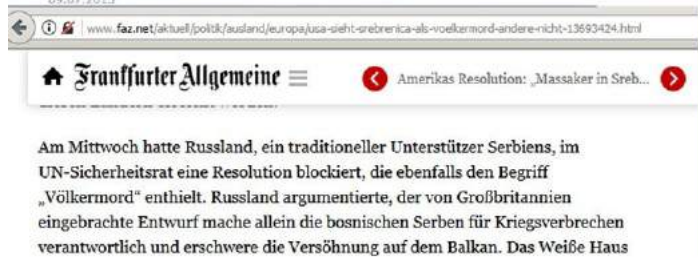 09.07.2015
www.faz.net/aktuell/politik/ausland/europa/usa-sieht-srebrenica-als-voelkermord-andere-nicht-13693424.html
Frankfurter Allgemeine
Amerikas Resolution: „Massaker in Sreb...
Am Mittwoch hatte Russland, ein traditioneller Unterstützer Serbiens, im
UN-Sicherheitsrat eine Resolution blockiert, die ebenfalls den Begriff
„Völkermord“ enthielt. Russland argumentierte, der von Großbritannien
eingebrachte Entwurf mache allein die bosnischen Serben für Kriegsverbrechen
verantwortlich und erschwere die Versöhnung auf dem Balkan. Das Weiße Haus